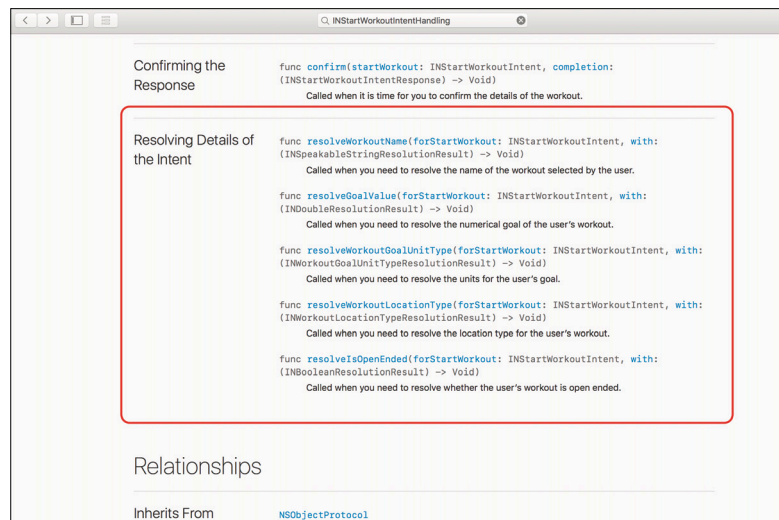 INStartWorkoutIntentHandling
Confirming the
Response
func confirm(startWorkout: INStartWorkoutIntent, completion:
(INStartWorkoutIntentResponse) -> Void)
Called when it is time for you to confirm the details of the workout.
Resolving Details of
the Intent
func resolveWorkoutName(forStartWorkout: INStartWorkoutIntent, with:
(INSpeakableStringResolutionResult) -> Void)
Called when you need to resolve the name of the workout selected by the user.
func resolveGoalValue(forStartWorkout: INStartWorkoutIntent, with:
(INDoubleResolutionResult) -> Void)
Called when you need to resolve the numerical goal of the user's workout.
func resolveWorkoutGoalUnitType(forStartWorkout: INStartWorkoutIntent, with:
(INWorkoutGoalUnitTypeResolutionResult) -> Void)
Called when you need to resolve the units for the user's goal.
func resolveWorkoutLocationType(forStartWorkout: INStartWorkoutIntent, with:
(INWorkoutLocationTypeResolutionResult) -> Void)
Called when you need to resolve the location type for the user's workout.
func resolveIsOpenEnded(forStartWorkout: INStartWorkoutIntent, with:
(INBooleanResolutionResult) -> Void)
Called when you need to resolve whether the user's workout is open ended.
Relationships
Inherits From
NSObjectProtocol